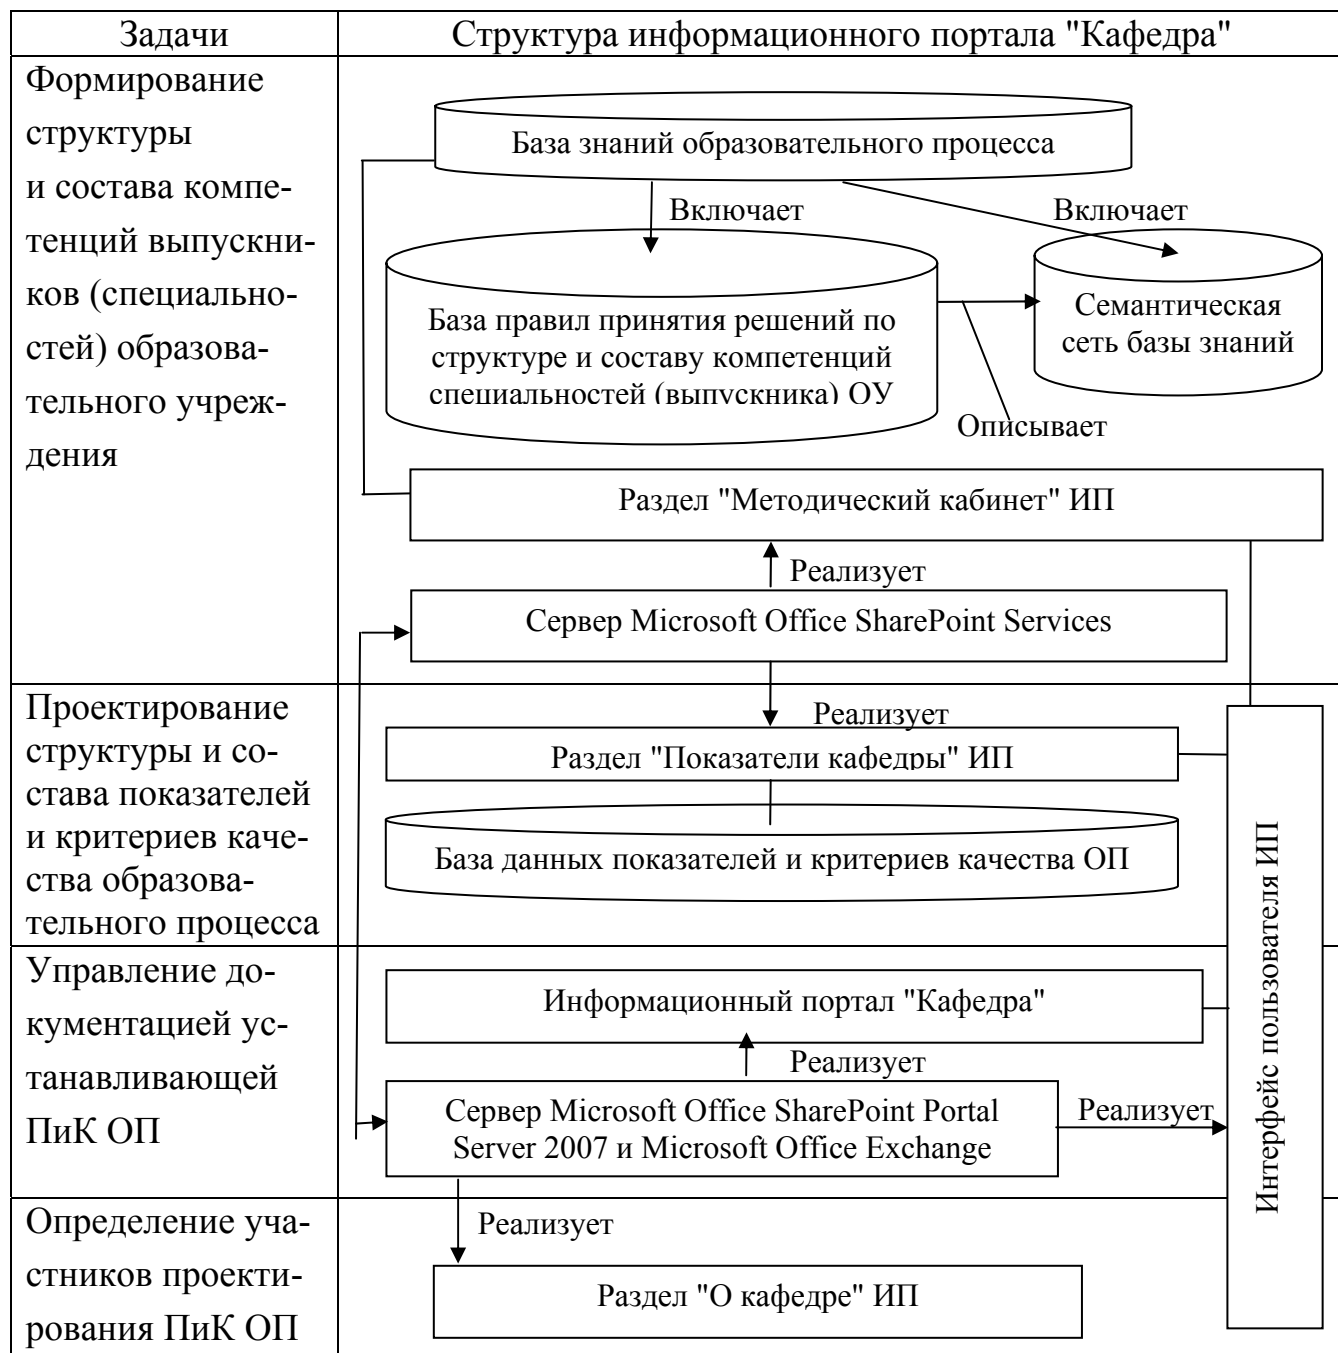 Задачи
Структура информационного портала "Кафедра"
Формирование
структуры
и состава компе-
тенций выпускни-
ков (специально-
стей) образова-
тельного учреж-
дения
База знаний образовательного процесса
Включает
Включает
База правил принятия решений по
структуре и составу компетенций
специальностей (выпускника) ОУ
Семантическая
сеть базы знаний
Описывает
Раздел "Методический кабинет" ИП
Реализует
Сервер Microsoft Office SharePoint Services
Проектирование
структуры и со-
става показателей
и критериев каче-
ства образова-
тельного процесса
Реализует
Раздел "Показатели кафедры" ИП
База данных показателей и критериев качества ОП
Интерфейс пользователя ИП
Управление до-
кументацией ус-
танавливающей
ПиК ОП
Информационный портал "Кафедра"
Реализует
Сервер Microsoft Office SharePoint Portal
Server 2007 и Microsoft Office Exchange
Реализует
Определение уча-
стников проекти-
рования ПиК ОП
Реализует
Раздел "О кафедре" ИП